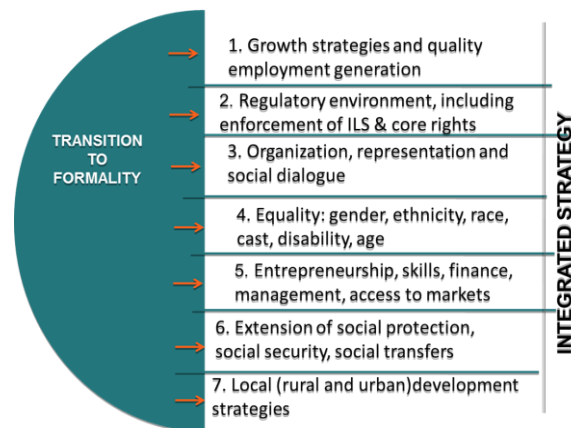 1. Growth strategies and quality
employment generation
2. Regulatory environment, including
enforcement of ILS & core rights
TRANSITION
TO
FORMALITY
3. Organization, representation and
social dialogue
4. Equality: gender, ethnicity, race,
cast, disability, age
5. Entrepreneurship, skills, finance,
management, access to markets
6. Extension of social protection,
social security, social transfers
7. Local (rural and urban)development
strategies
INTEGRATED STRATEGY